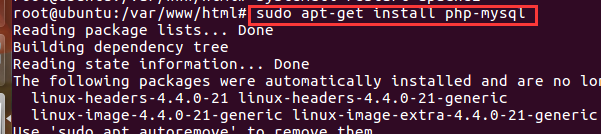 root@ubuntu:/var/www/html# sudo apt-get install php-mysql
Reading package lists... Done
Building dependency tree
Reading state information... Done
The following packages were automatically installed and are no lon
linux-headers-4.4.0-21 linux-headers-4.4.0-21-generic
linux-image-4.4.0-21-generic linux-image-extra-4.4.0-21-generic
Use 'sudo apt autoremove' to remove them.